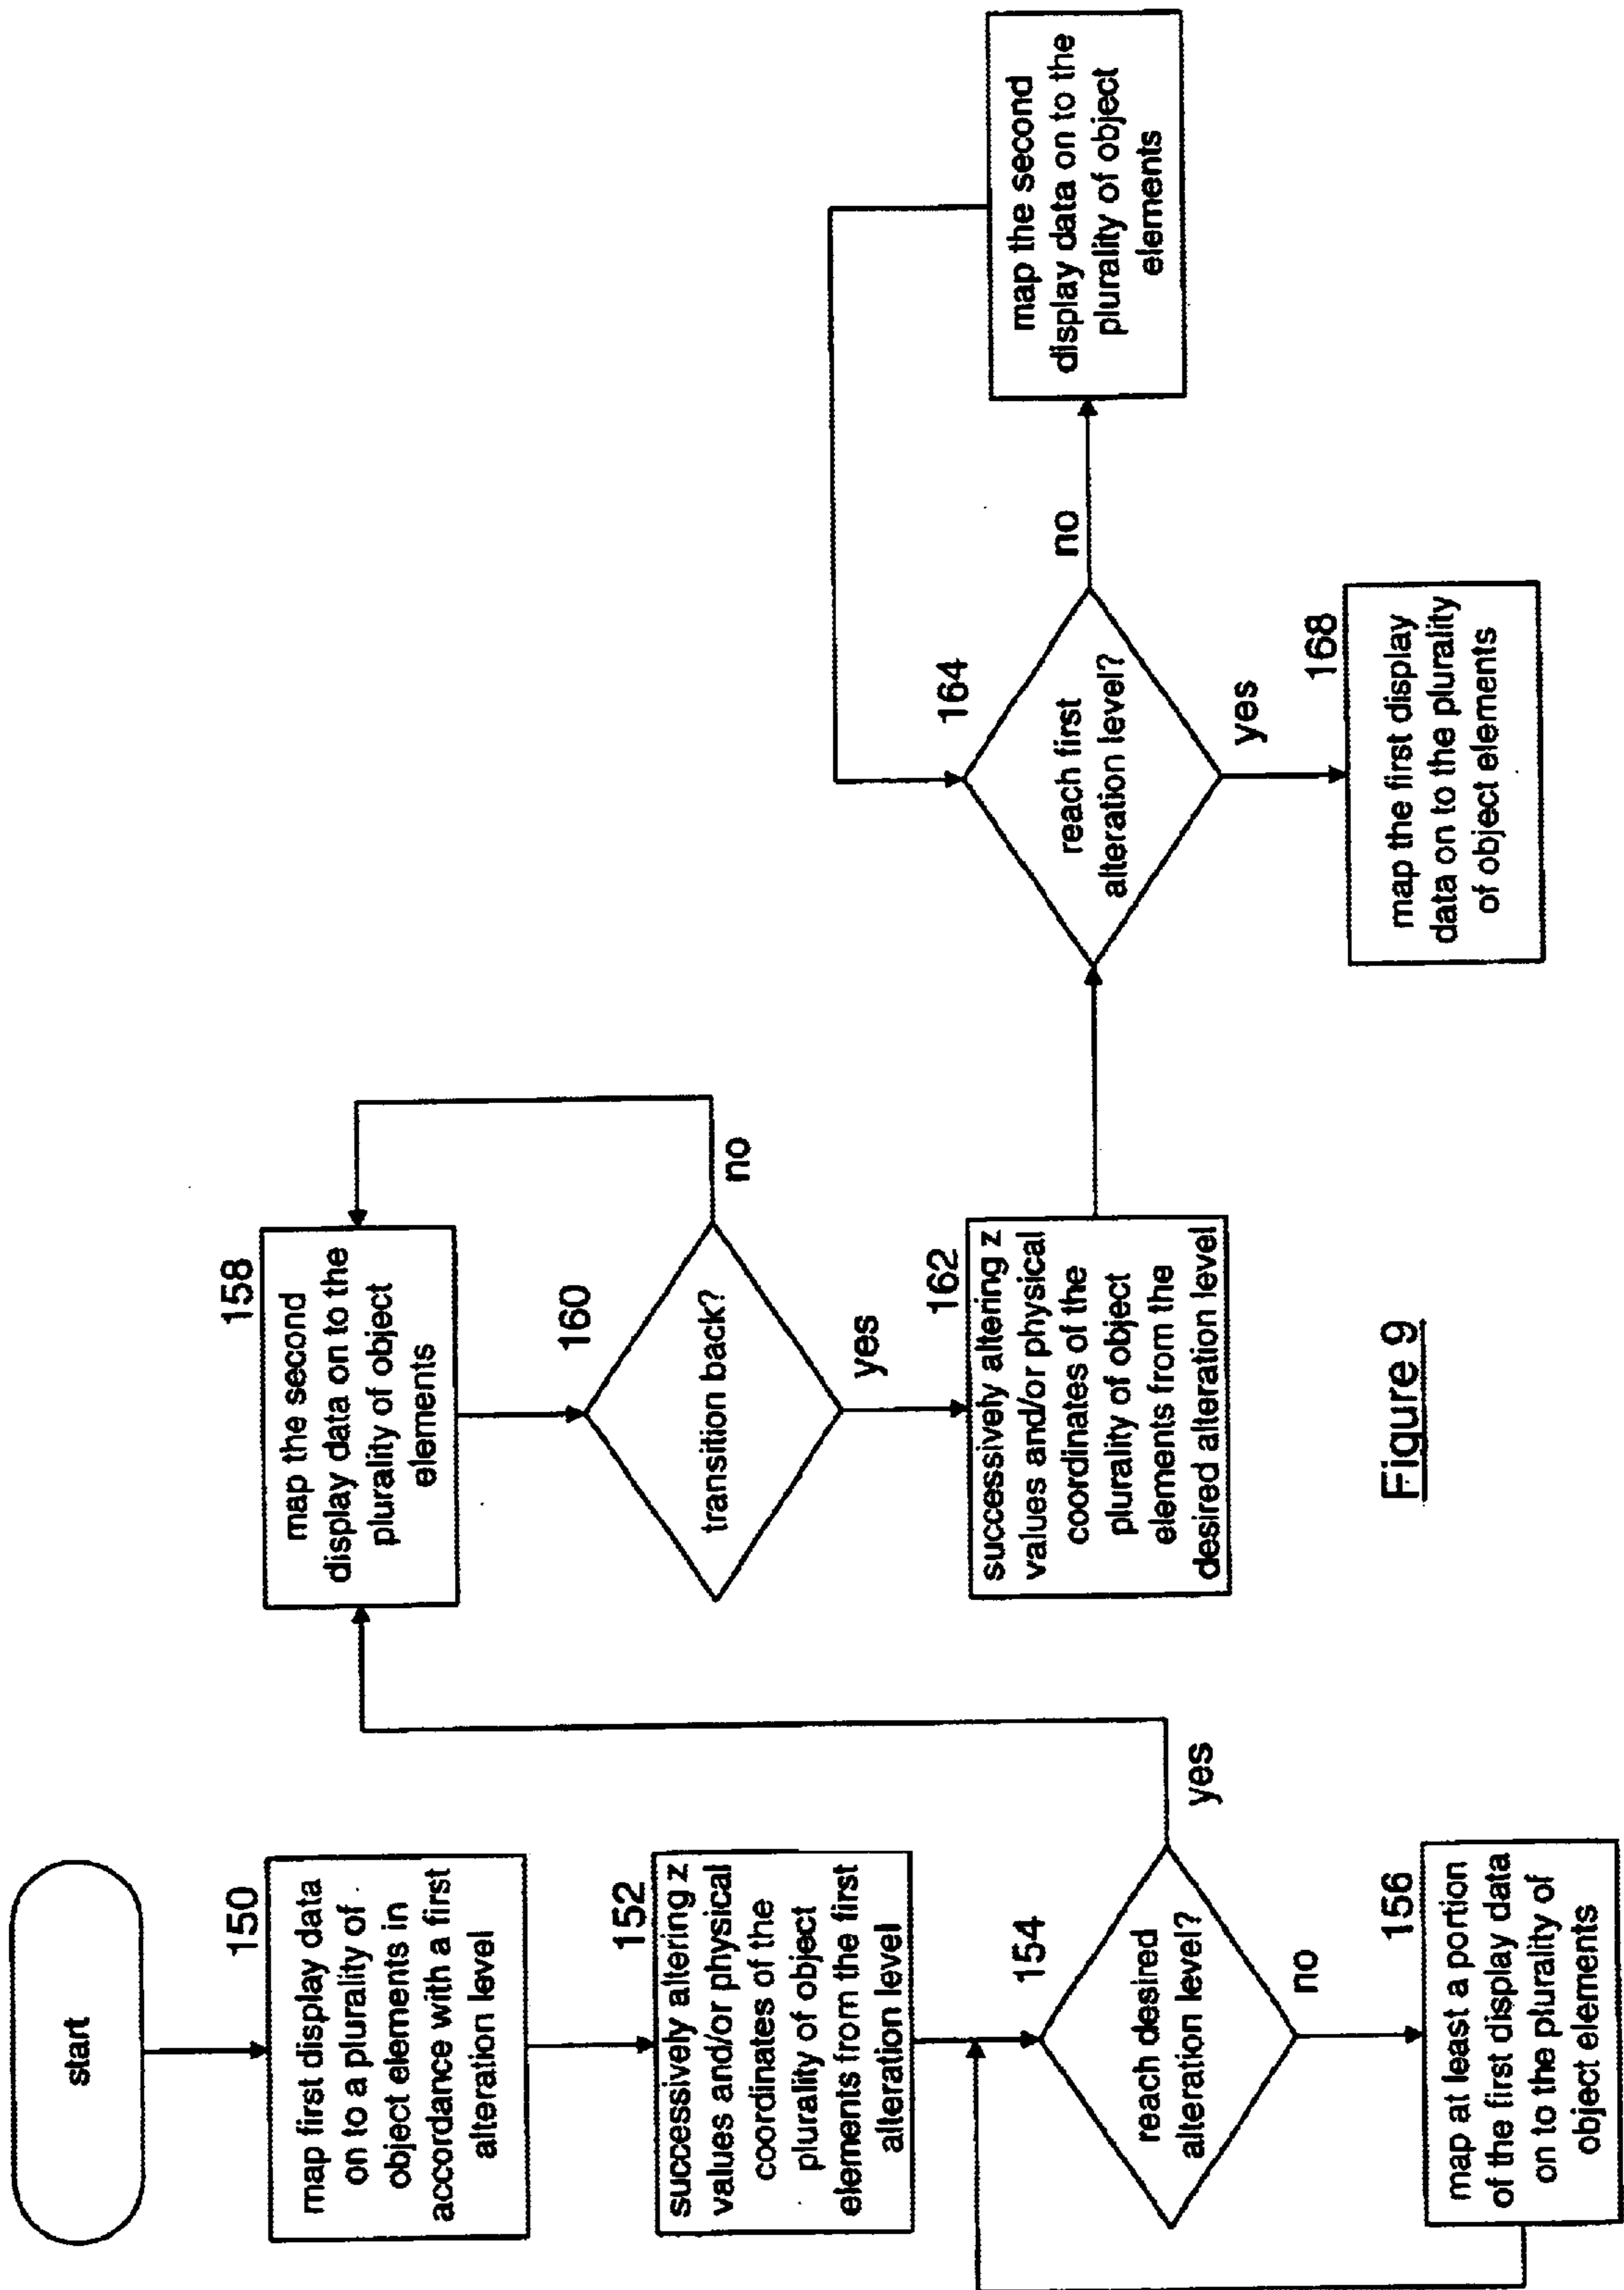 start
150
map first display data
on to a plurality of
object elements in
accordance with a first
alteration level
152
successively altering z
values and/or physical
coordinates of the
plurality of object
elements from the first
alteration level
154
reach desired
alteration level?
yes
no
156
map at least a portion
of the first display data
on to the plurality of
object elements
158
map the second
display data on to the
plurality of object
elements
160
transition back?
no
yes
162
successively altering z
values and/or physical
coordinates of the
plurality of object
elements from the
desired alteration level
164
reach first
alteration level?
no
yes
map the second
display data on to the
plurality of object
elements
168
map the first display
data on to the plurality
of object elements
Figure 9